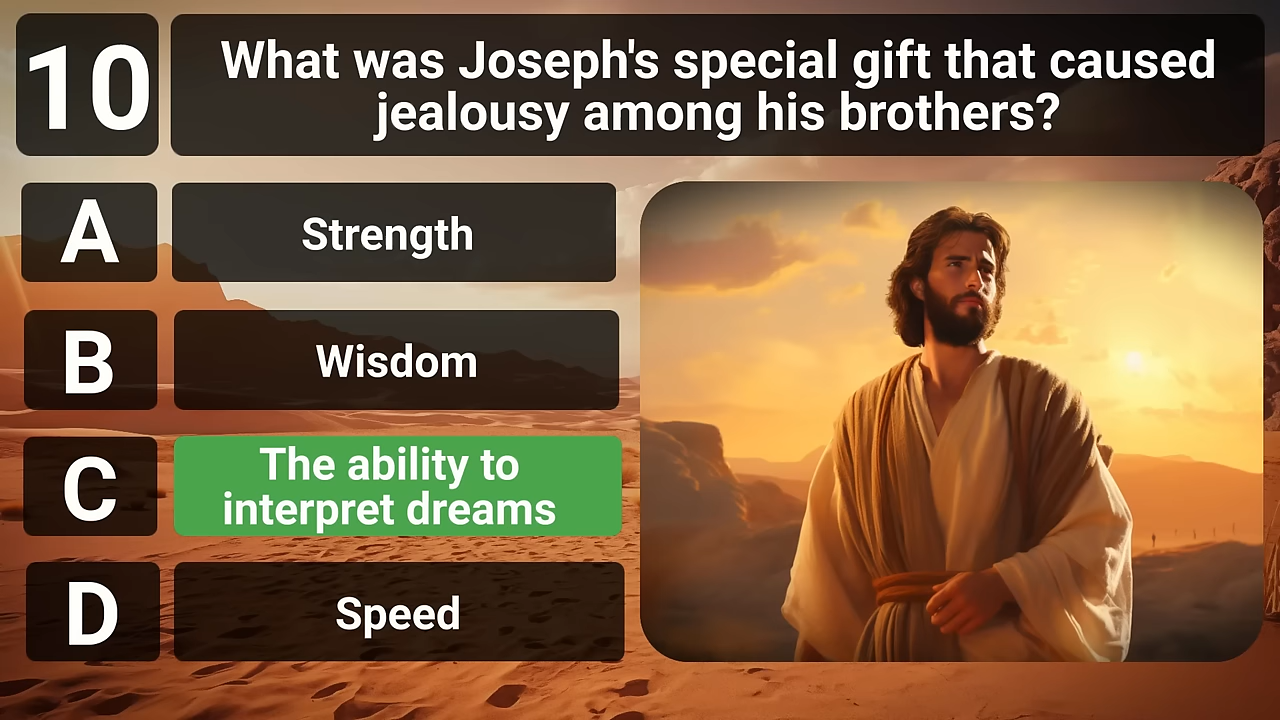 10
What was Joseph's special gift that caused
jealousy among his brothers?
A
Strength
B
Wisdom
C
The ability to
interpret dreams
D
Speed